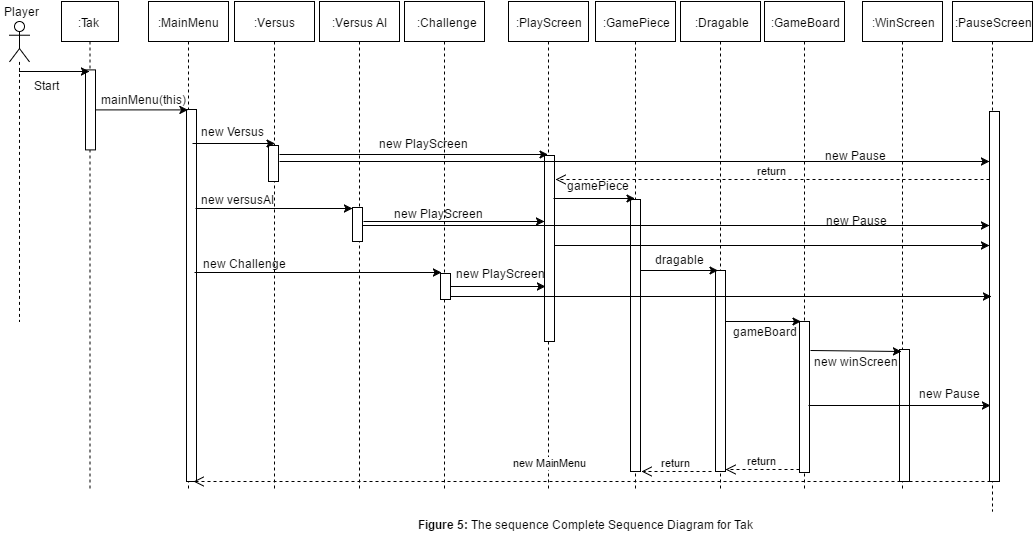 Player
:Tak
:MainMenu
:Versus
:Versus AI
:Challenge
:PlayScreen
:GamePiece
:Dragable
:GameBoard
:WinScreen
:PauseScreen
Start
mainMenu(this)
new Versus
new PlayScreen
new Pause
return
gamePiece
new versusAI
new PlayScreen
new Pause
new Challenge
dragable
new PlayScreen
gameBoard
new winScreen
new Pause
new MainMenu
return
return
Figure 5: The sequence Complete Sequence Diagram for Tak